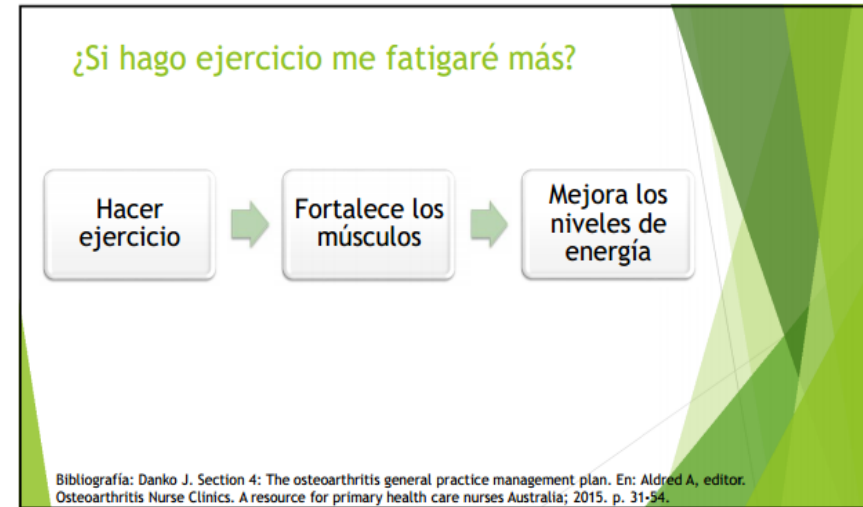 ¿Si hago ejercicio me fatigaré más?
Hacer
ejercicio
Fortalece los
músculos
Mejora los
niveles de
energía
Bibliografía: Danko J. Section 4: The osteoarthritis general practice management plan. En: Aldred A, editor.
Osteoarthritis Nurse Clinics. A resource for primary health care nurses Australia; 2015. p. 31-54.